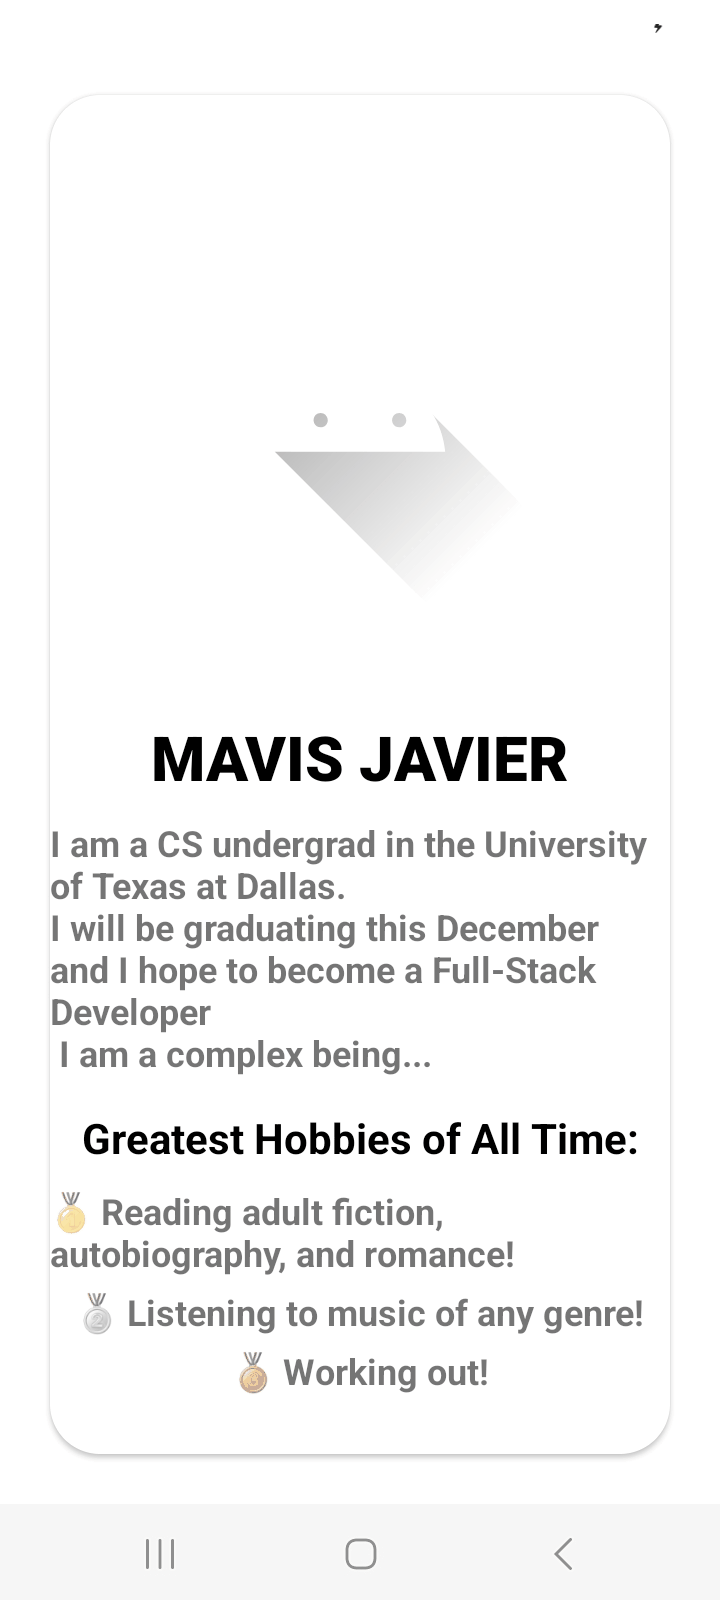 MAVIS JAVIER
I am a CS undergrad in the University
of Texas at Dallas.
I will be graduating this December
and I hope to become a Full-Stack
Developer
I am a complex being...
Greatest Hobbies of All Time:
🥇 Reading adult fiction,
autobiography, and romance!
🥈 Listening to music of any genre!
🥉 Working out!